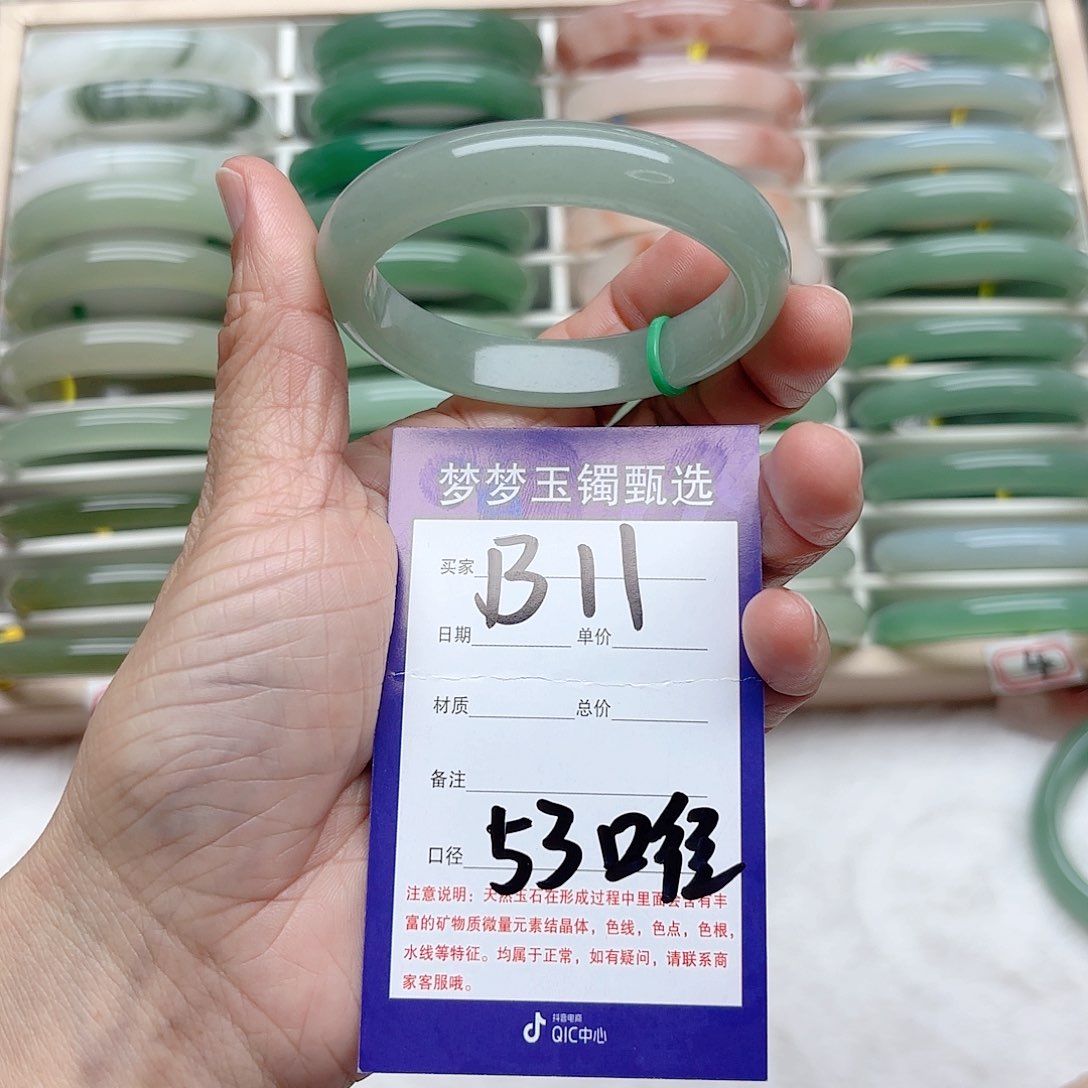 梦梦玉镯甄选
买家 B11
日期 单价
材质 总价
备注
口径 53唯
注意说明：天然玉石在形成过程中里面会含有丰
富的矿物质微量元素结晶体，色线，色点，色根，
水线等特征。均属于正常，如有疑问，请联系商
家客服哦。
抖音电商
QIC中心
4